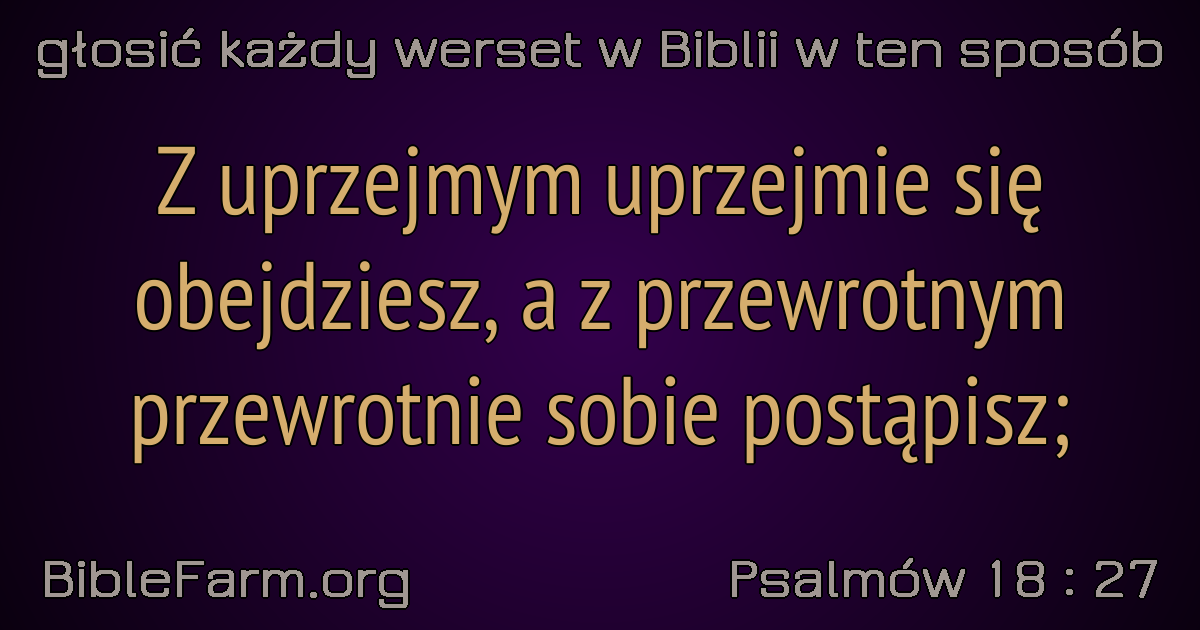 głosić każdy werset w Biblii w ten sposób
Z uprzejmym uprzejmie się
obejdziesz, a z przewrotnym
przewrotnie sobie postąpisz;
BibleFarm.org
Psalmów 18 : 27